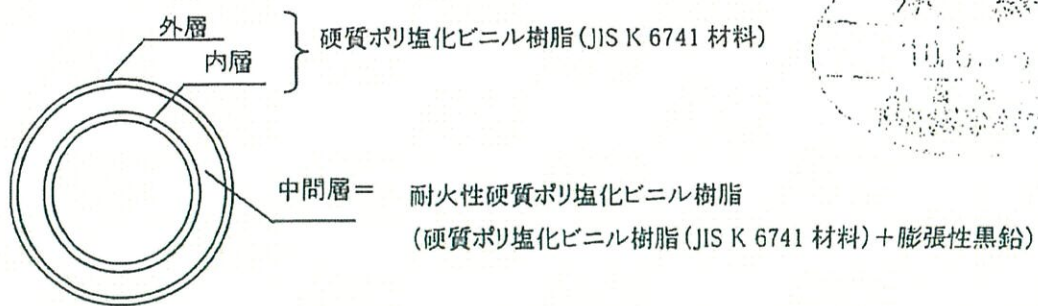 外層
内層
硬質ポリ塩化ビニル樹脂(JIS K 6741 材料)
中間層＝
耐火性硬質ポリ塩化ビニル樹脂
(硬質ポリ塩化ビニル樹脂(JIS K 6741 材料)＋膨張性黒鉛)